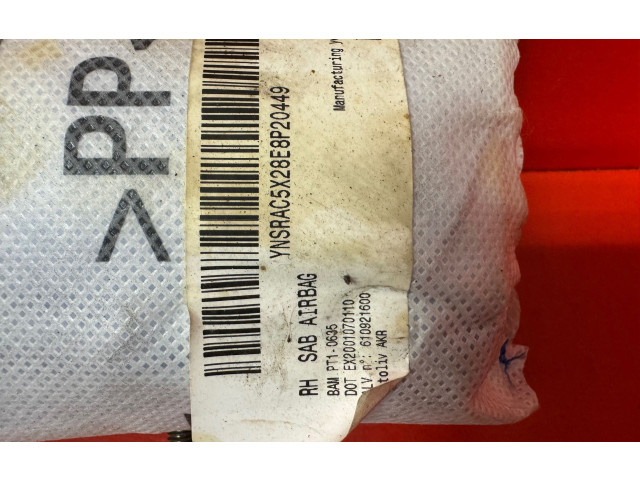 >PP
Manufacturing
YNSRAC5X28E8P20449
RH SAB AIRBAG
BAM PT1-0635
DOT EX2001070110
LV n°: 610921600
toliv AKR